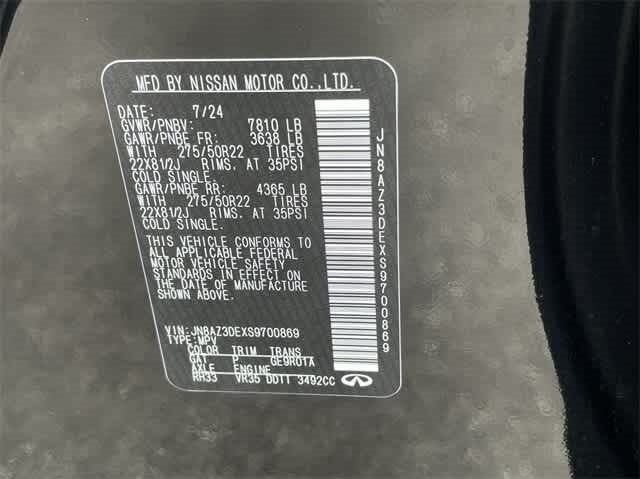 MFD BY NISSAN MOTOR CO.,LTD.
DATE: 7/24
GVWR/PNBV: 7810 LB
GAWR/PNBE FR: 3638 LB
WITH 275/50R22 TIRES
22X81/2J RIMS, AT 35PSI
COLD SINGLE.
GAWR/PNBE RR: 4365 LB
WITH 275/50R22 TIRES
22X81/2J RIMS, AT 35PSI
COLD SINGLE.
THIS VEHICLE CONFORMS TO
ALL APPLICABLE FEDERAL
MOTOR VEHICLE SAFETY
STANDARDS IN EFFECT ON
THE DATE OF MANUFACTURE
SHOWN ABOVE.
VIN: JN8AZ3DEXS9700869
TYPE: MPV
COLOR TRIM TRANS
GAT P GE9R01A
AXLE ENGINE
RH33 VR35 DDTT 3492CC
JN8AZ3DEXS9700869